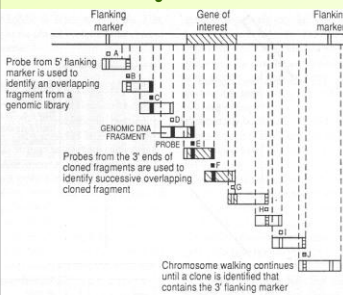 Flanking marker
Gene of interest
Flankin
marke
A
Probe from 5' flanking
marker is used to
identify an overlapping
fragment from a
genomic library
B
C
D
GENOMIC DNA
FRAGMENT
PROBE
E
Probes from the 3' ends of
cloned fragments are used to
identify successive overlapping
cloned fragment
F
G
H
I
J
Chromosome walking continues
until a clone is identified that
contains the 3' flanking marker